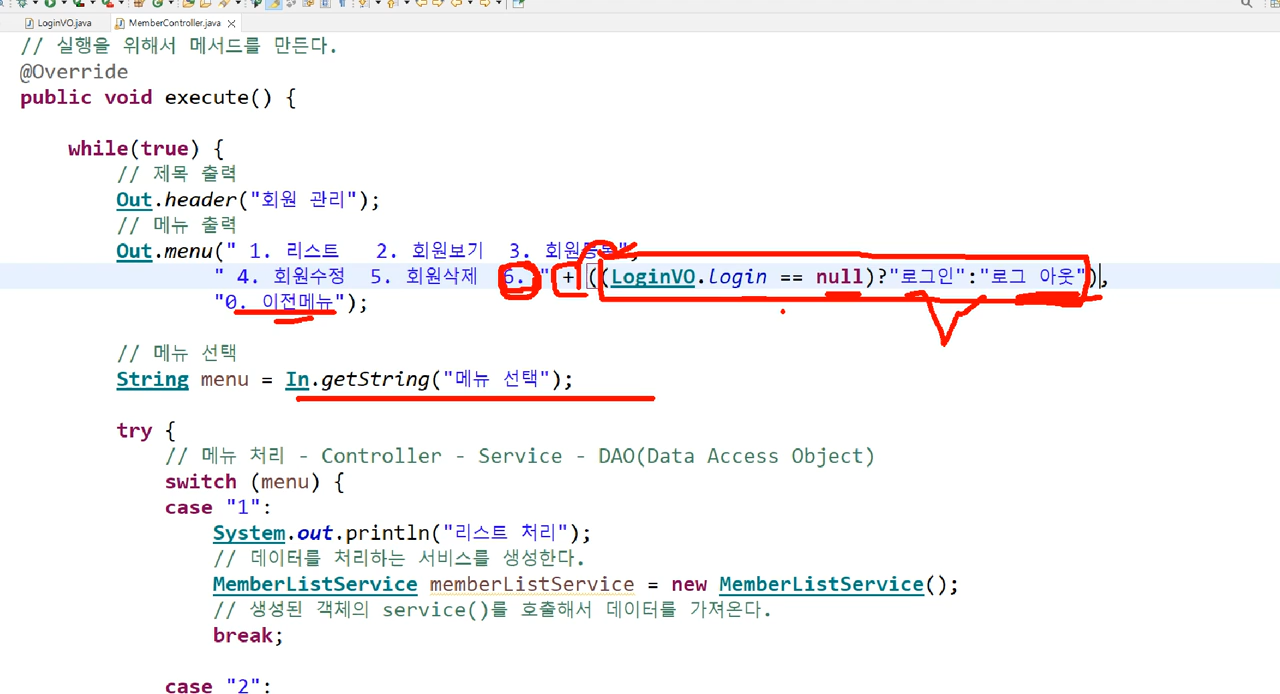 LoginVO.java MemberController.java
// 실행을 위해서 메서드를 만든다.
@Override
public void execute() {
while(true) {
// 제목 출력
Out.header("회원 관리");
// 메뉴 출력
Out.menu(" 1. 리스트 2. 회원보기 3. 회원등록",
" 4. 회원수정 5. 회원삭제 6. " + ((LoginVO.Login == null)?"로그인":"로그 아웃"),
"0. 이전메뉴");
// 메뉴 선택
String menu = In.getString("메뉴 선택");
try {
// 메뉴 처리 - Controller - Service - DAO(Data Access Object)
switch (menu) {
case "1":
System.out.println("리스트 처리");
// 데이터를 처리하는 서비스를 생성한다.
MemberListService memberListService = new MemberListService();
// 생성된 객체의 service()를 호출해서 데이터를 가져온다.
break;
case "2":